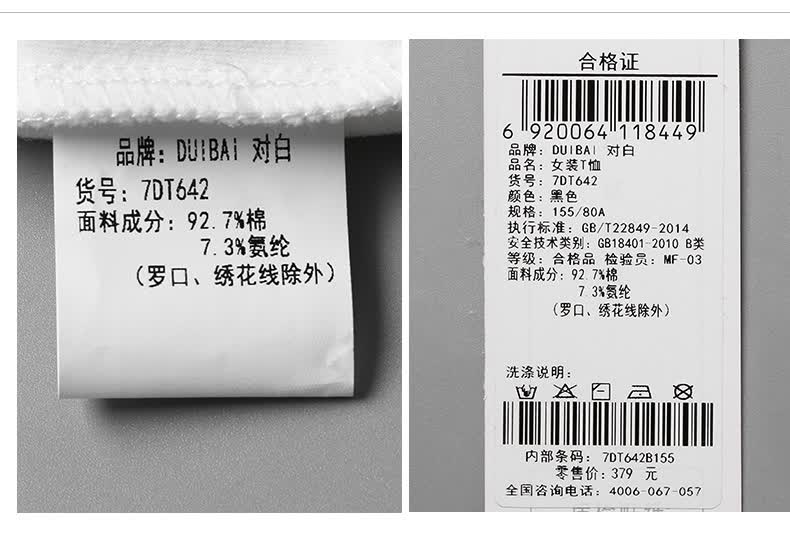 品牌: DUIBAI 对白
货号: 7DT642
面料成分: 92.7%棉
7.3%氨纶
(罗口、绣花线除外)
合格证
6 920064 118449
品牌: DUIBAI 对白
品名: 女装T恤
货号: 7DT642
颜色: 黑色
规格: 155/80A
执行标准: GB/T22849-2014
安全技术类别: GB18401-2010 B类
等级: 合格品 检验员: MF-03
面料成分: 92.7%棉
7.3%氨纶
(罗口、绣花线除外)
洗涤说明:
内部条码: 7DT642B155
零售价: 379 元
全国咨询电话: 4006-067-057